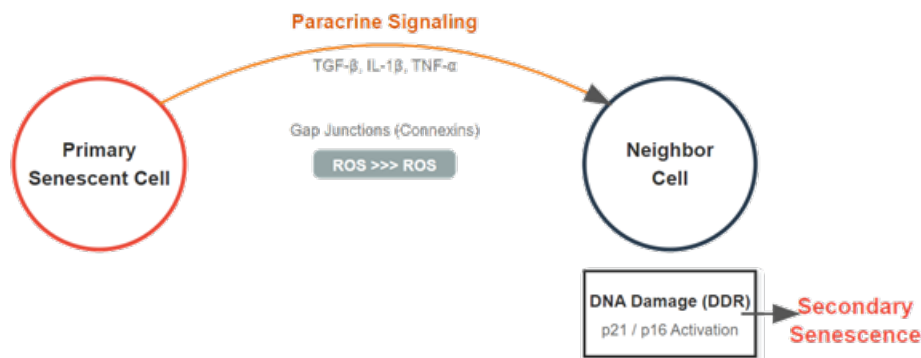 Paracrine Signaling
TGF-β, IL-1β, TNF-α
Gap Junctions (Connexins)
ROS >>> ROS
Primary
Senescent Cell
Neighbor
Cell
DNA Damage (DDR)
p21 / p16 Activation
Secondary
Senescence